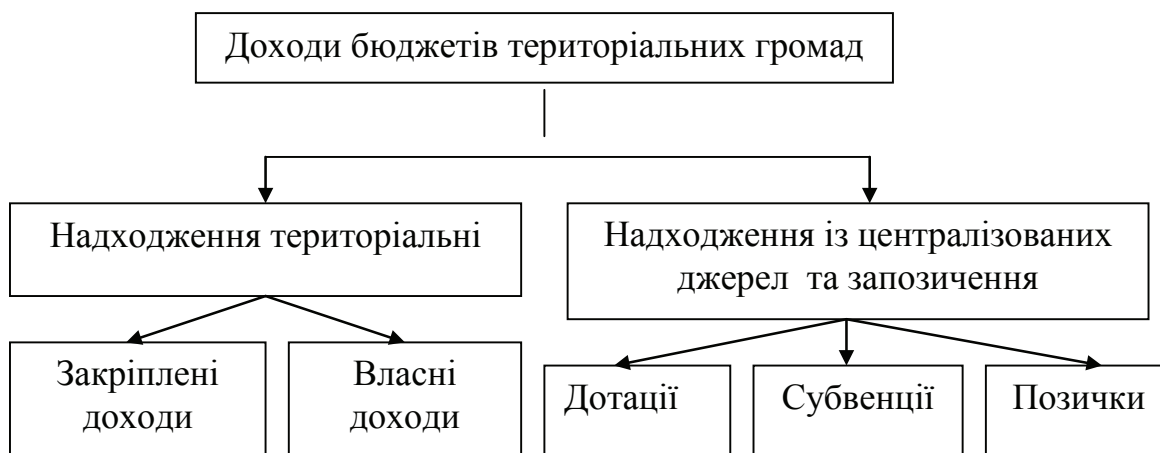 Доходи бюджетів територіальних громад
Надходження територіальні
Надходження із централізованих
джерел та запозичення
Закріплені
доходи
Власні
доходи
Дотації
Субвенції
Позички